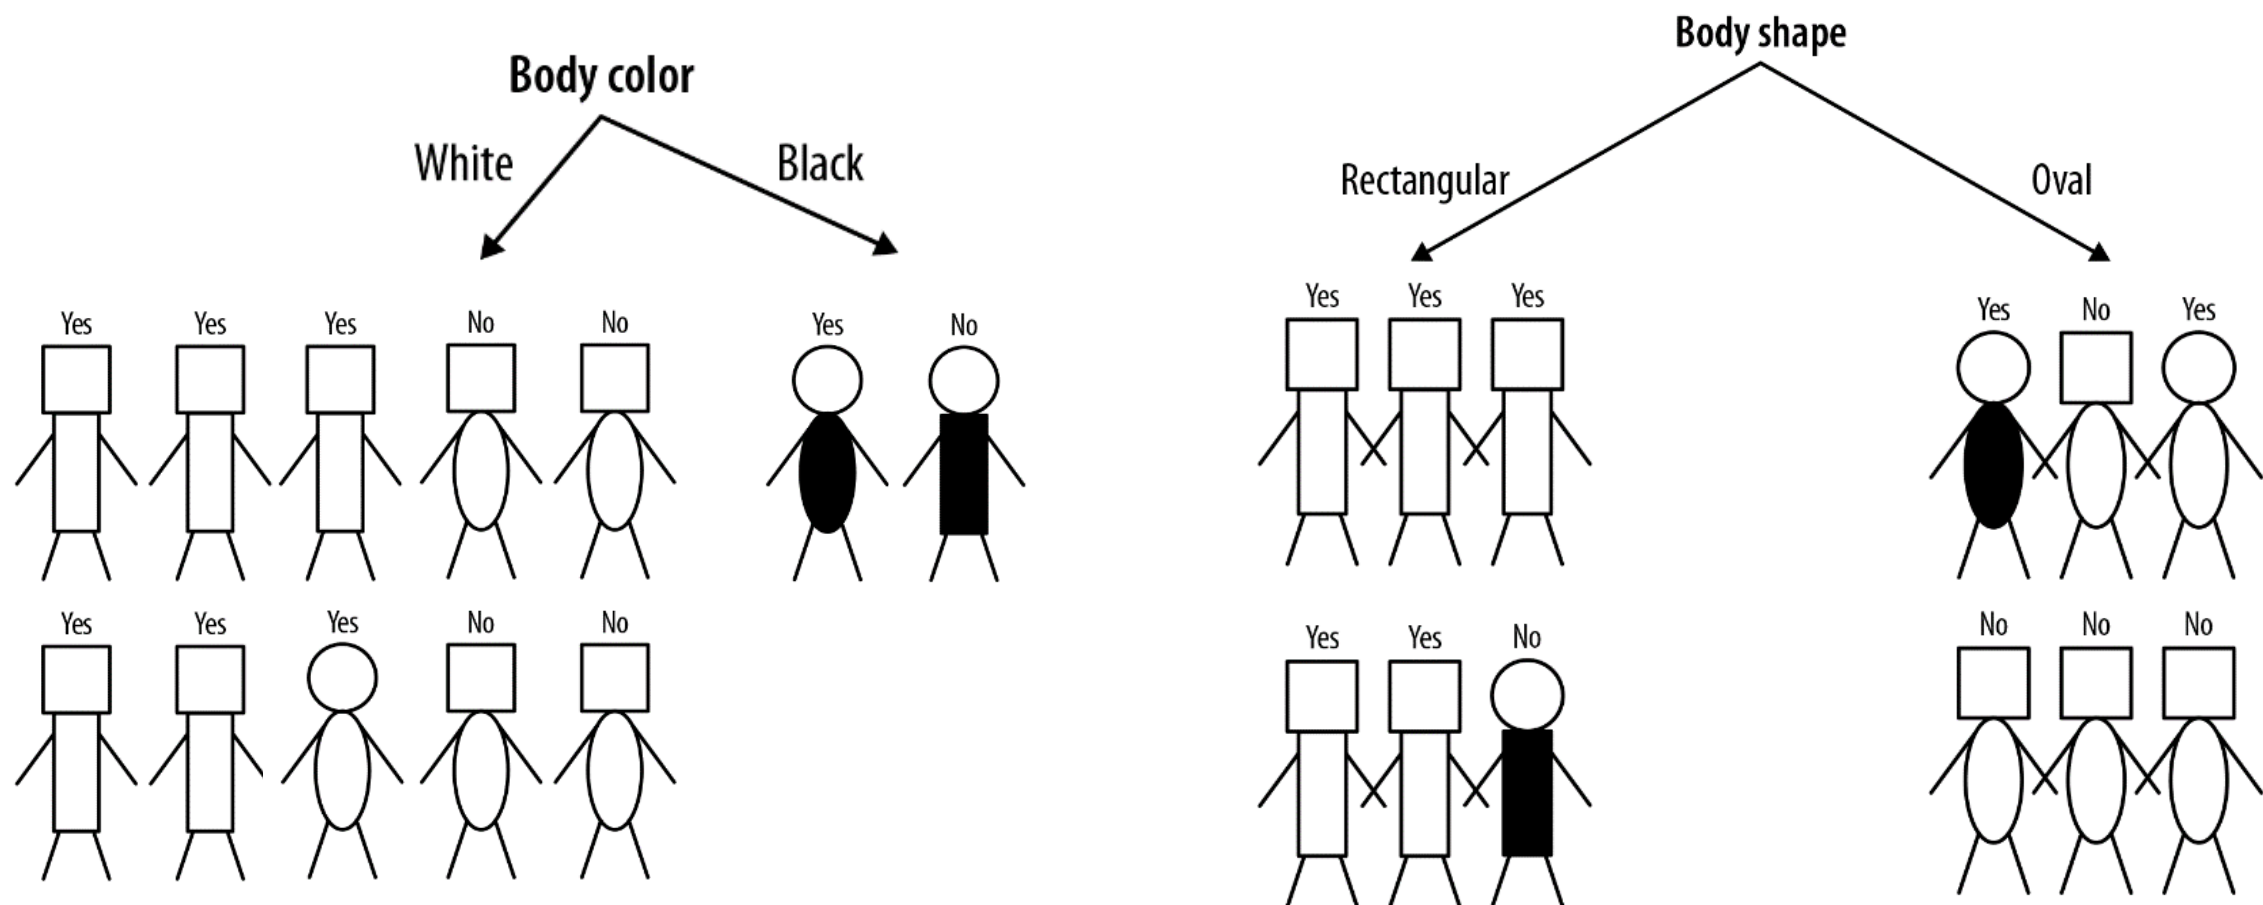 Body color
White
Black
Yes Yes Yes No No Yes No
Yes Yes Yes No No
Body shape
Rectangular
Oval
Yes Yes Yes
Yes No Yes
Yes Yes No
No No No